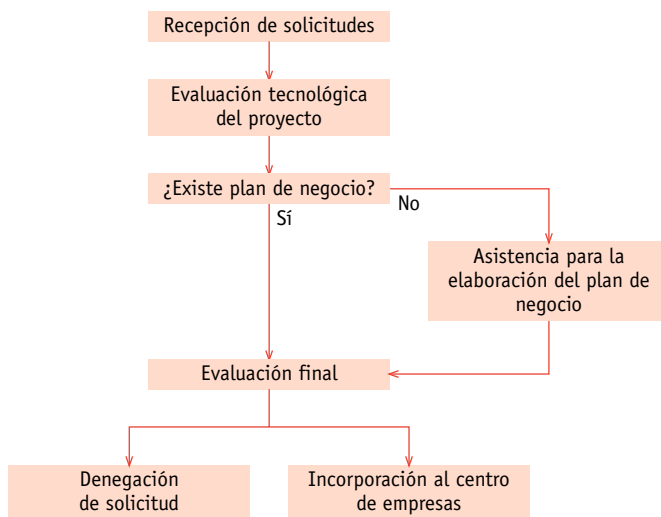 Recepción de solicitudes
Evaluación tecnológica
del proyecto
¿Existe plan de negocio?
No
Sí
Asistencia para la
elaboración del plan de
negocio
Evaluación final
Denegación
de solicitud
Incorporación al centro
de empresas